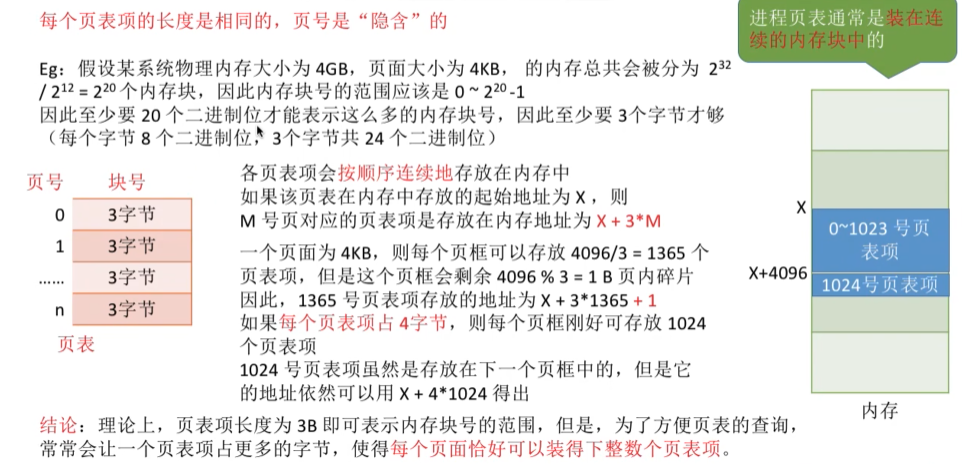 每个页表项的长度是相同的，页号是“隐含”的
进程页表通常是装在连
续的内存块中的
Eg：假设某系统物理内存大小为 4GB，页面大小为 4KB， 的内存总共会被分为 2³²
/ 2¹² = 2²⁰ 个内存块，因此内存块号的范围应该是 0 ~ 2²⁰ -1
因此至少要 20 个二进制位才能表示这么多的内存块号，因此至少要 3个字节才够
（每个字节 8 个二进制位，3个字节共 24 个二进制位）
页号 块号
0 3字节
1 3字节
...... 3字节
n 3字节
页表
各页表项会按顺序连续地存放在内存中
如果该页表在内存中存放的起始地址为 X ，则
M 号页对应的页表项是存放在内存地址为 X + 3*M
一个页面为 4KB，则每个页框可以存放 4096/3 = 1365 个
页表项，但是这个页框会剩余 4096 % 3 = 1 B 页内碎片
因此，1365 号页表项存放的地址为 X + 3*1365 + 1
如果每个页表项占 4字节，则每个页框刚好可存放 1024
个页表项
1024 号页表项虽然是存放在下一个页框中的，但是它
的地址依然可以用 X + 4*1024 得出
X
0~1023 号页
表项
X+4096
1024号页表项
内存
结论：理论上，页表项长度为 3B 即可表示内存块号的范围，但是，为了方便页表的查询，
常常会让一个页表项占更多的字节，使得每个页面恰好可以装得下整数个页表项。